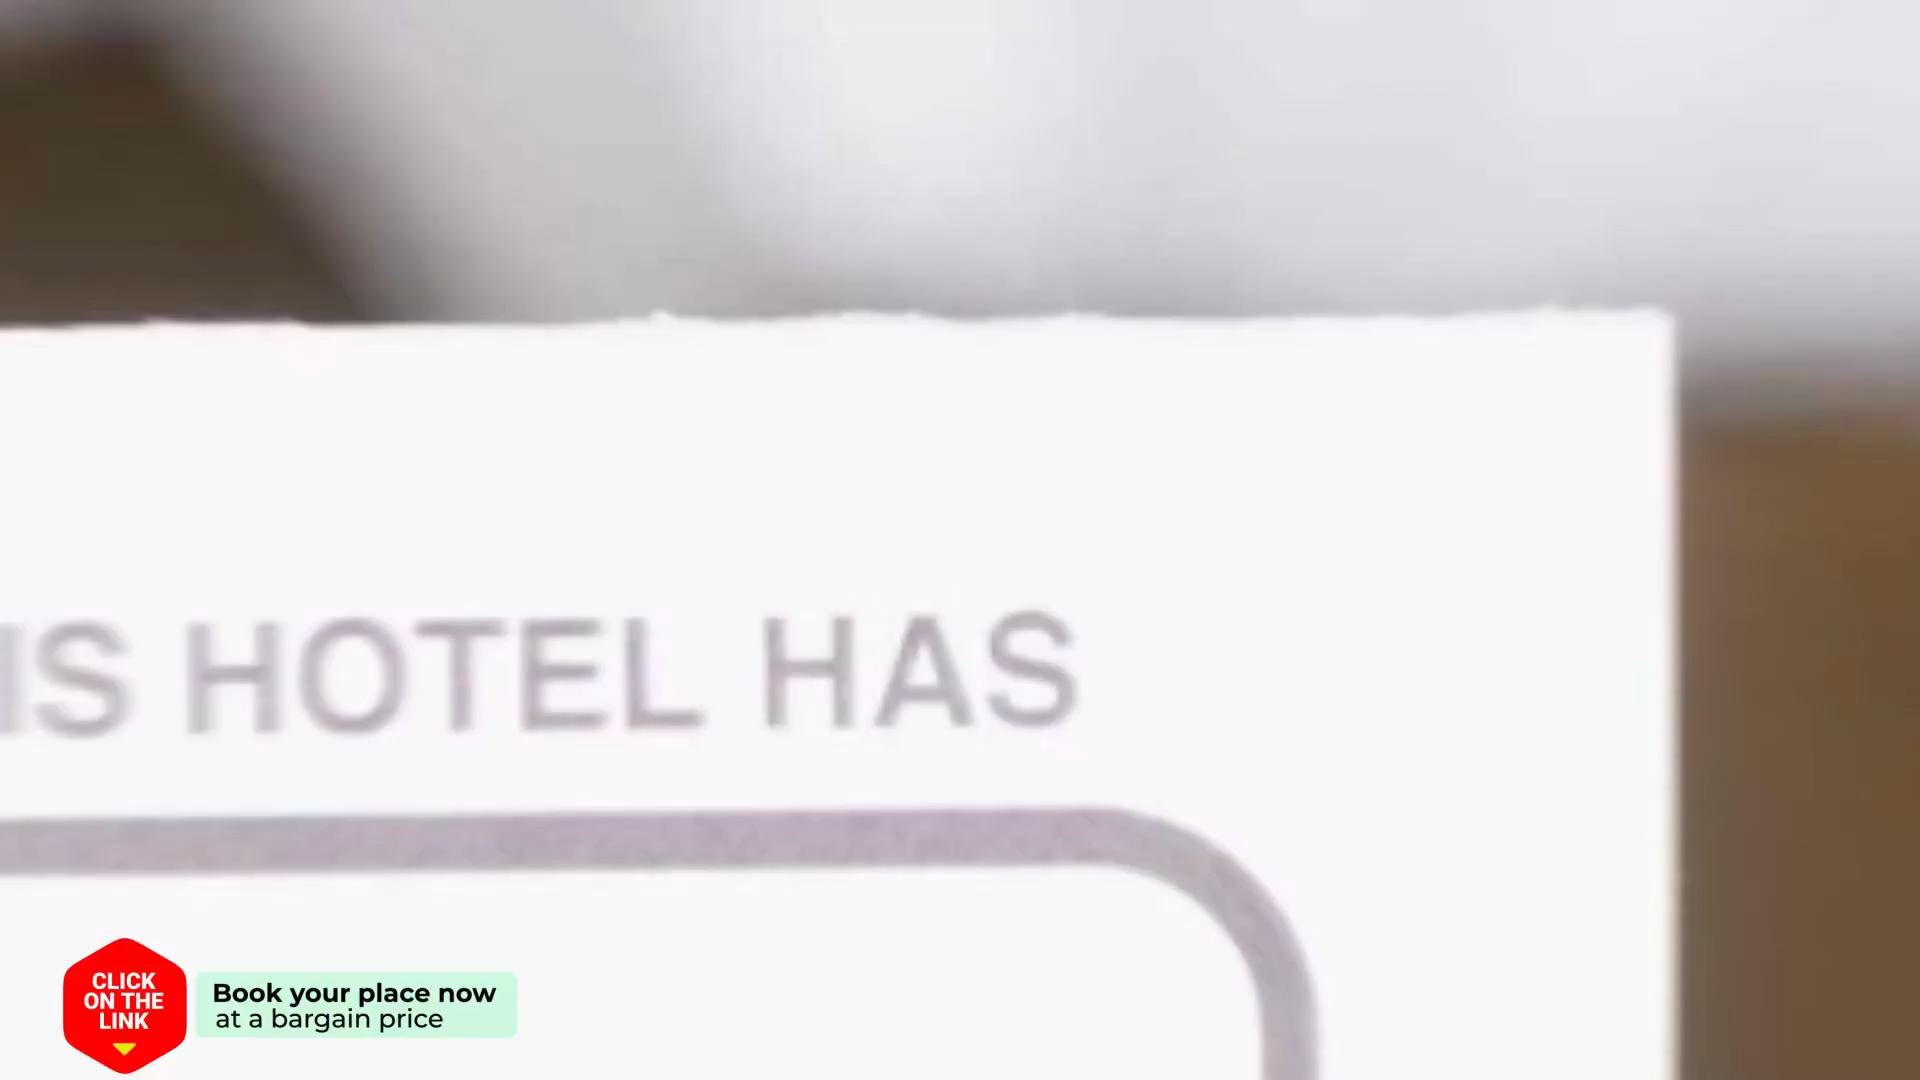 IS HOTEL HAS
CLICK
ON THE
LINK
Book your place now
at a bargain price